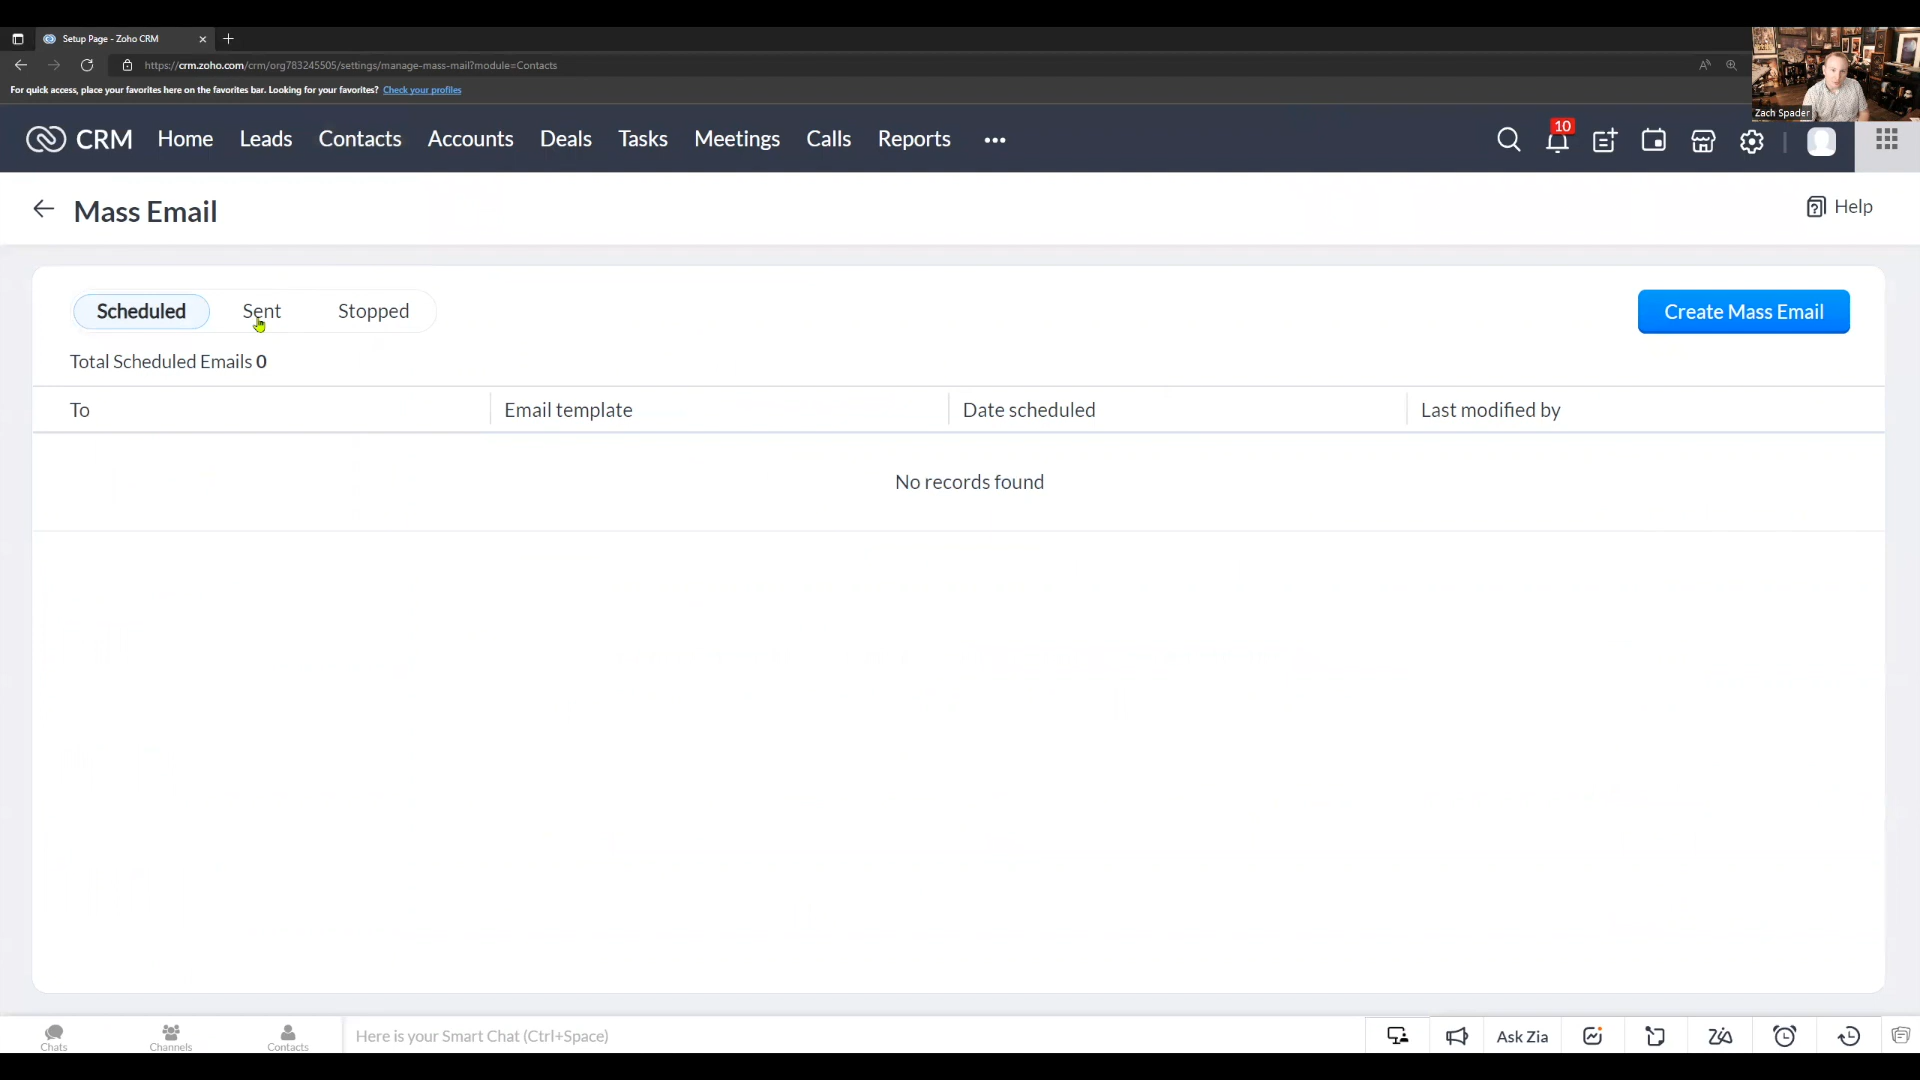 Setup Page - Zoho CRM
https://crm.zoho.com/crm/org783245505/settings/manage-mass-mail?module=Contacts
For quick access, place your favorites here on the favorites bar. Looking for your favorites? Check your profiles
Zach Spader
CRM Home Leads Contacts Accounts Deals Tasks Meetings Calls Reports
10
Mass Email
Help
Scheduled Sent Stopped
Create Mass Email
Total Scheduled Emails 0
To Email template Date scheduled Last modified by
No records found
Chats Channels Contacts
Here is your Smart Chat (Ctrl+Space)
Ask Zia